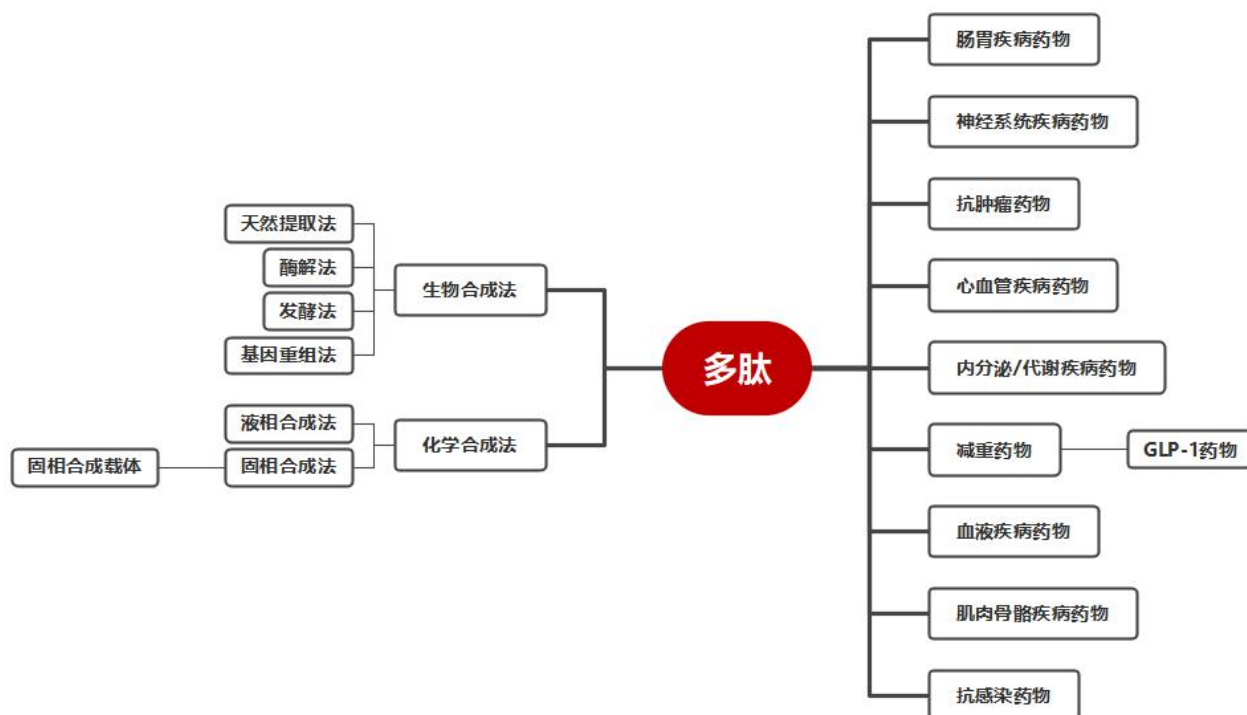 肠胃疾病药物
神经系统疾病药物
天然提取法
抗肿瘤药物
酶解法
生物合成法
心血管疾病药物
发酵法
基因重组法
多肽
内分泌/代谢疾病药物
液相合成法
化学合成法
减重药物
GLP-1药物
固相合成载体
固相合成法
血液疾病药物
肌肉骨骼疾病药物
抗感染药物